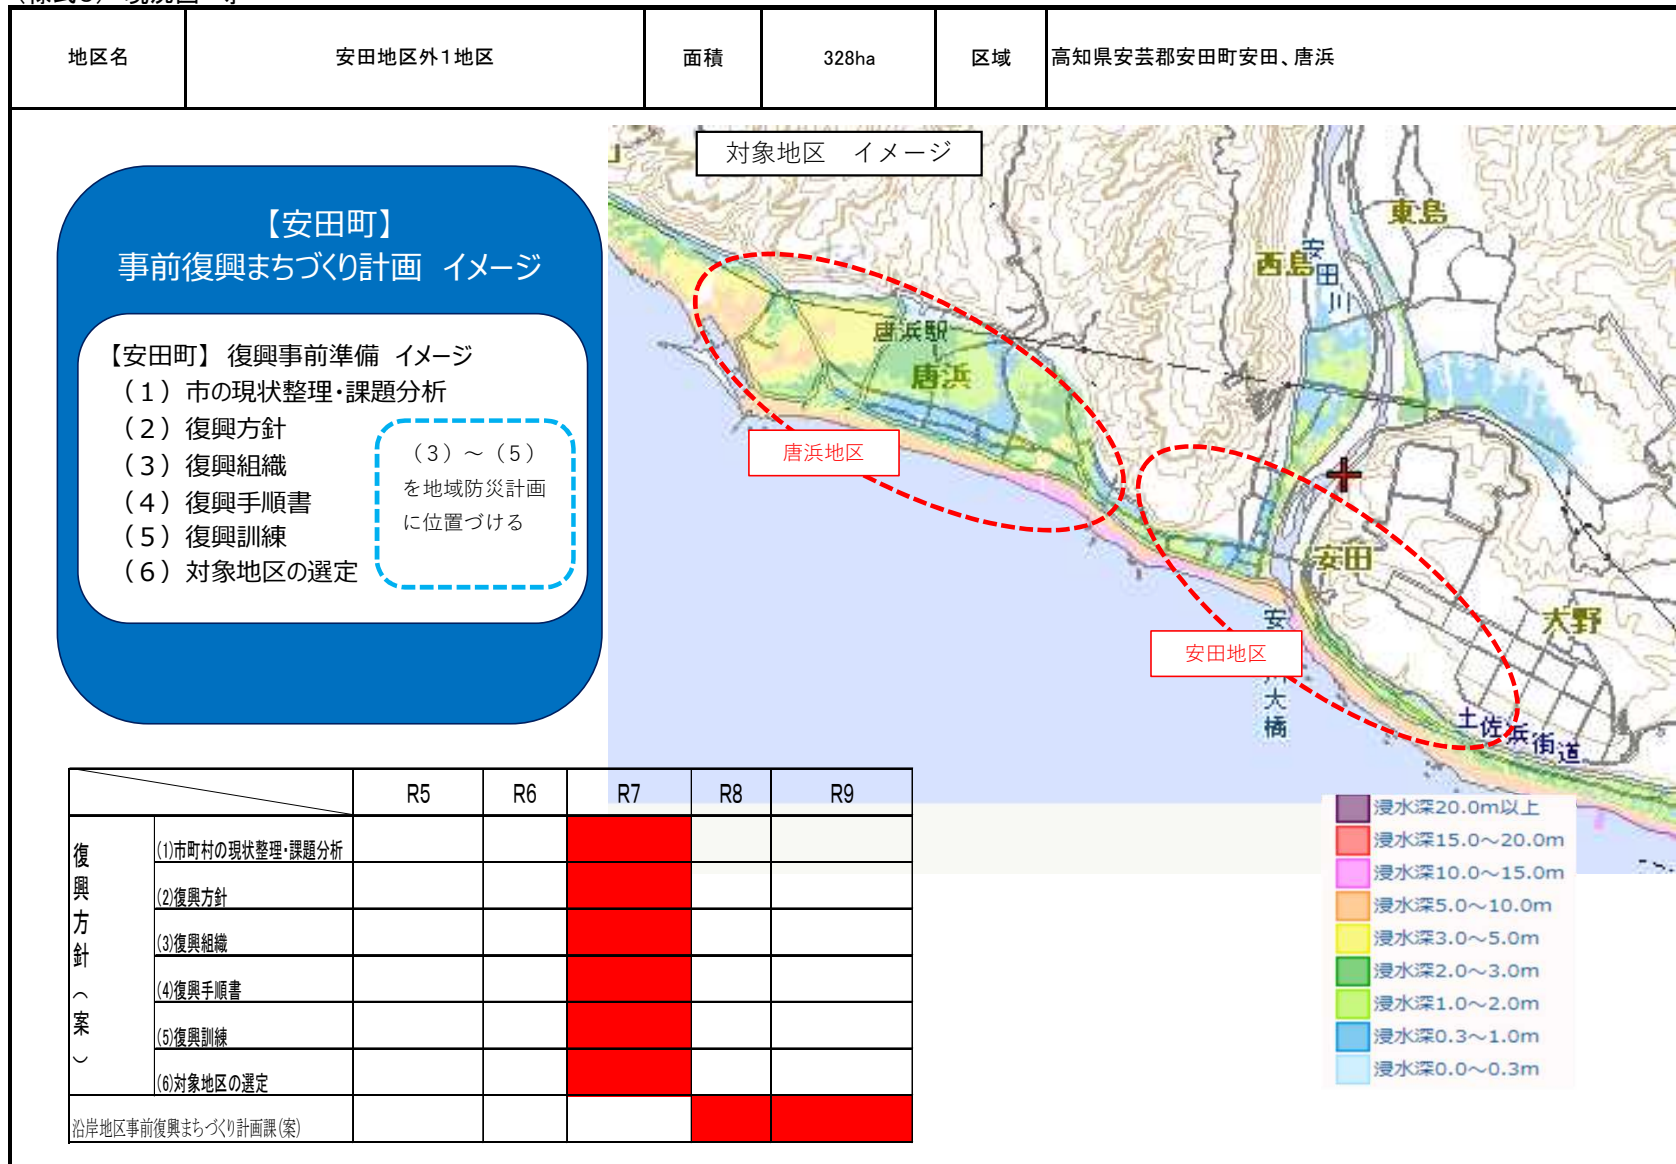 地区名
安田地区外1地区
面積
328ha
区域
高知県安芸郡安田町安田、唐浜
【安田町】
事前復興まちづくり計画 イメージ
【安田町】復興事前準備 イメージ
(1)市の現状整理・課題分析
(2)復興方針
(3)復興組織
(4)復興手順書
(5)復興訓練
(6)対象地区の選定
(3)～(5)
を地域防災計画
に位置づける
対象地区 イメージ
東島
西島
安田川
唐浜駅
唐浜
唐浜地区
安田
大野
安田地区
大橋
土佐浜街道
R5 R6 R7 R8 R9
復興方針(案)
(1)市町村の現状整理・課題分析
(2)復興方針
(3)復興組織
(4)復興手順書
(5)復興訓練
(6)対象地区の選定
沿岸地区事前復興まちづくり計画課(案)
浸水深20.0m以上
浸水深15.0～20.0m
浸水深10.0～15.0m
浸水深5.0～10.0m
浸水深3.0～5.0m
浸水深2.0～3.0m
浸水深1.0～2.0m
浸水深0.3～1.0m
浸水深0.0～0.3m